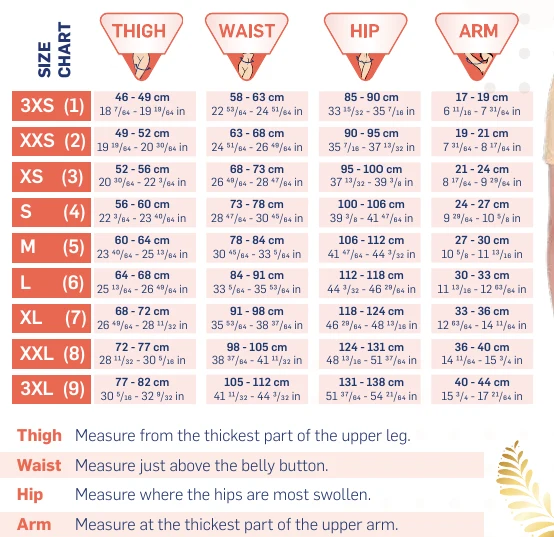 SIZE CHART
THIGH WAIST HIP ARM
3XS (1) 46 - 49 cm 58 - 63 cm 85 - 90 cm 17 - 19 cm
18 7/64 - 19 19/64 in 22 53/64 - 24 51/64 in 33 15/32 - 35 7/16 in 6 11/16 - 7 31/64 in
XXS (2) 49 - 52 cm 63 - 68 cm 90 - 95 cm 19 - 21 cm
19 19/64 - 20 30/64 in 24 51/64 - 26 49/64 in 35 7/16 - 37 13/32 in 7 31/64 - 8 17/64 in
XS (3) 52 - 56 cm 68 - 73 cm 95 - 100 cm 21 - 24 cm
20 30/64 - 22 3/64 in 26 49/64 - 28 47/64 in 37 13/32 - 39 3/8 in 8 17/64 - 9 29/64 in
S (4) 56 - 60 cm 73 - 78 cm 100 - 106 cm 24 - 27 cm
22 3/64 - 23 40/64 in 28 47/64 - 30 45/64 in 39 3/8 - 41 47/64 in 9 29/64 - 10 5/8 in
M (5) 60 - 64 cm 78 - 84 cm 106 - 112 cm 27 - 30 cm
23 40/64 - 25 13/64 in 30 45/64 - 33 5/64 in 41 47/64 - 44 3/32 in 10 5/8 - 11 13/16 in
L (6) 64 - 68 cm 84 - 91 cm 112 - 118 cm 30 - 33 cm
25 13/64 - 26 49/64 in 33 5/64 - 35 53/64 in 44 3/32 - 46 29/64 in 11 13/16 - 12 63/64 in
XL (7) 68 - 72 cm 91 - 98 cm 118 - 124 cm 33 - 36 cm
26 49/64 - 28 11/32 in 35 53/64 - 38 37/64 in 46 29/64 - 48 13/16 in 12 63/64 - 14 11/64 in
XXL (8) 72 - 77 cm 98 - 105 cm 124 - 131 cm 36 - 40 cm
28 11/32 - 30 5/16 in 38 37/64 - 41 11/32 in 48 13/16 - 51 37/64 in 14 11/64 - 15 3/4 in
3XL (9) 77 - 82 cm 105 - 112 cm 131 - 138 cm 40 - 44 cm
30 5/16 - 32 9/32 in 41 11/32 - 44 3/32 in 51 37/64 - 54 21/64 in 15 3/4 - 17 21/64 in
Thigh Measure from the thickest part of the upper leg.
Waist Measure just above the belly button.
Hip Measure where the hips are most swollen.
Arm Measure at the thickest part of the upper arm.